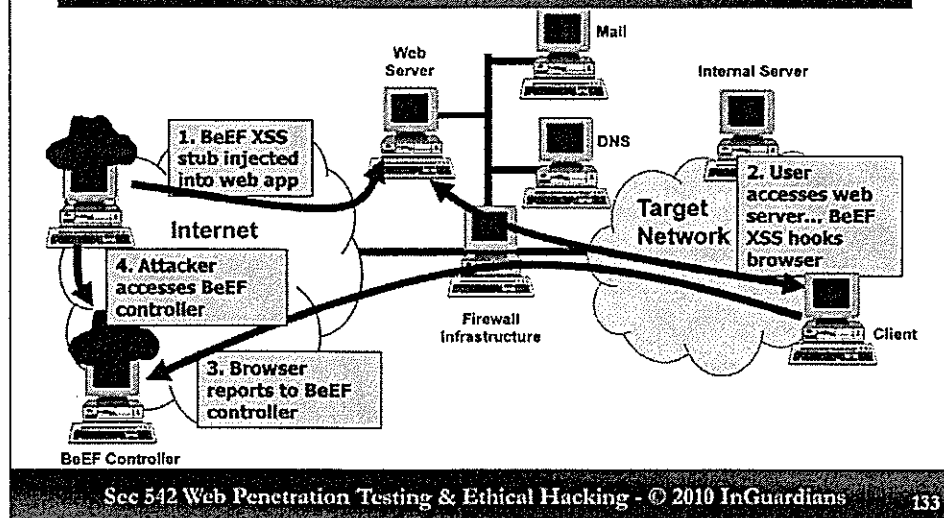 Mail
Web
Server
Internal Server
1. BeEF XSS
stub injected
into web app
DNS
2. User
accesses web
server... BeEF
XSS hooks
browser
Internet
Target
Network
4. Attacker
accesses BeEF
controller
Firewall
Infrastructure
Client
3. Browser
reports to BeEF
controller
BeEF Controller
Sec 542 Web Penetration Testing & Ethical Hacking - © 2010 InGuardians
133